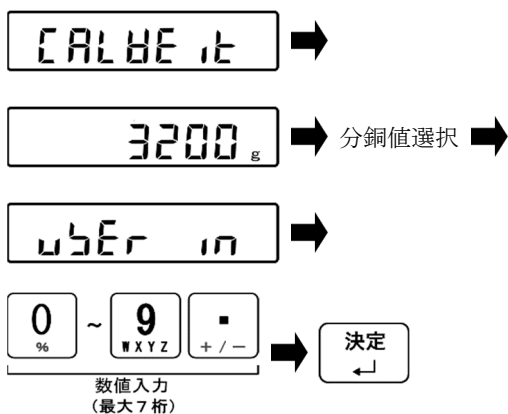 CALWEit
3200 g
分銅値選択
uSEr in
0 ~ 9 ▪
% WXYZ +/−
決定
数値入力
(最大7桁)